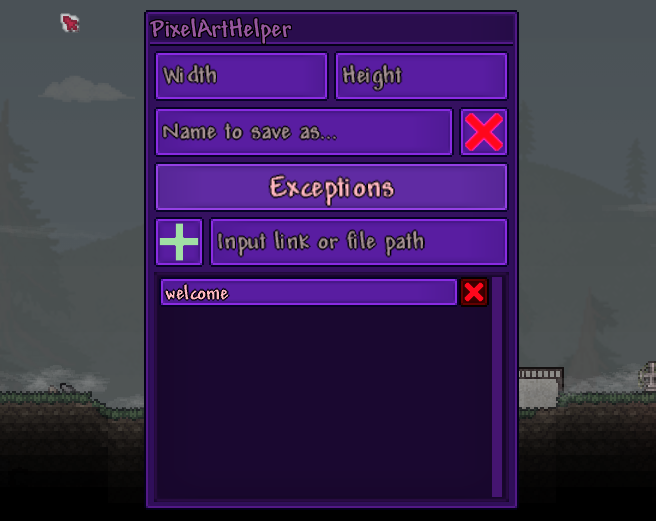 PixelArtHelper
Width
Height
Name to save as...
Exceptions
Input link or file path
welcome